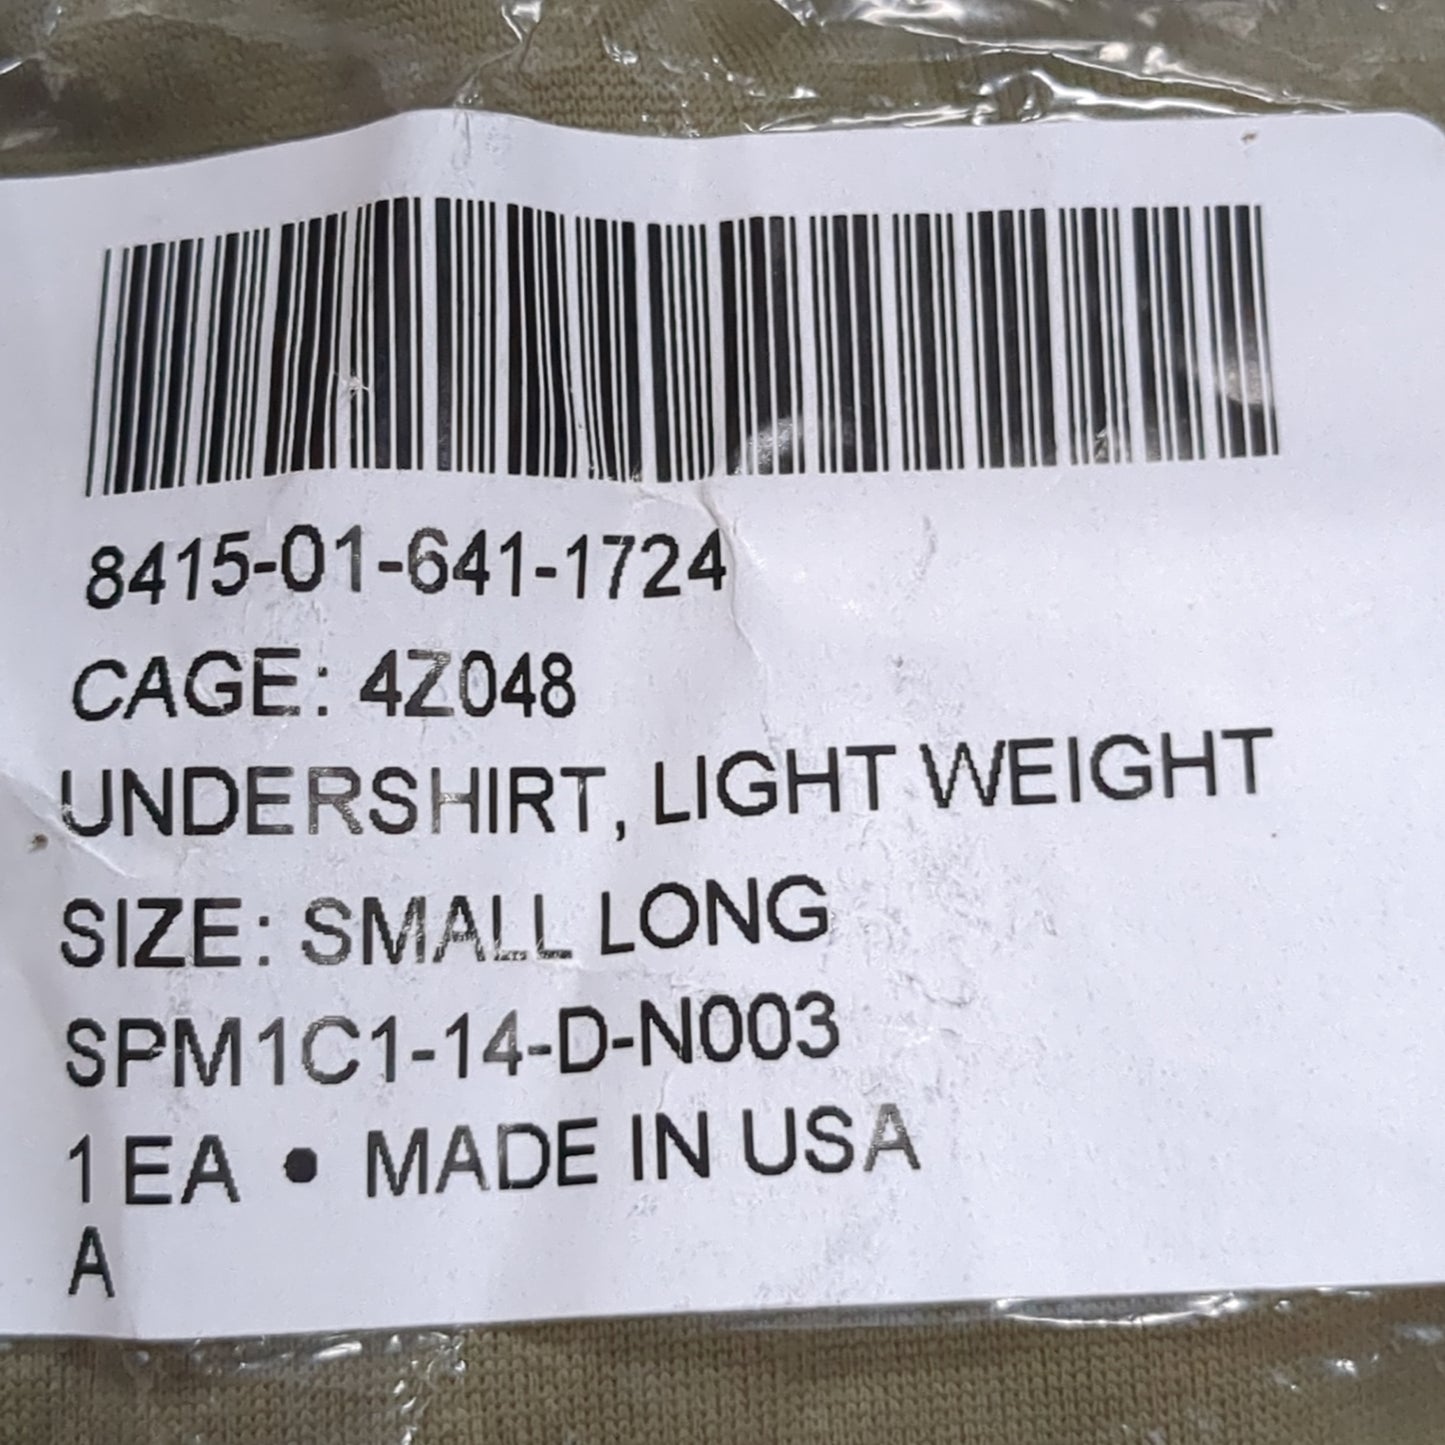 8415-01-641-1724
CAGE: 4Z048
UNDERSHIRT, LIGHT WEIGHT
SIZE: SMALL LONG
SPM1C1-14-D-N003
1 EA • MADE IN USA
A